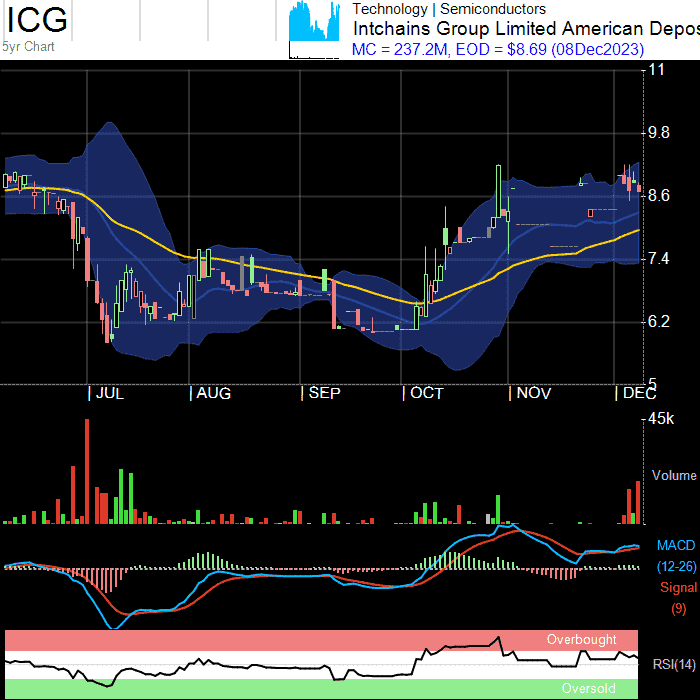 ICG
5yr Chart
Technology | Semiconductors
Intchains Group Limited American Depos
MC = 237.2M, EOD = $8.69 (08Dec2023)
11
9.8
8.6
7.4
6.2
5
| JUL | AUG | SEP | OCT | NOV | DEC
45k
Volume
MACD
(12-26)
Signal
(9)
Overbought
RSI(14)
Oversold